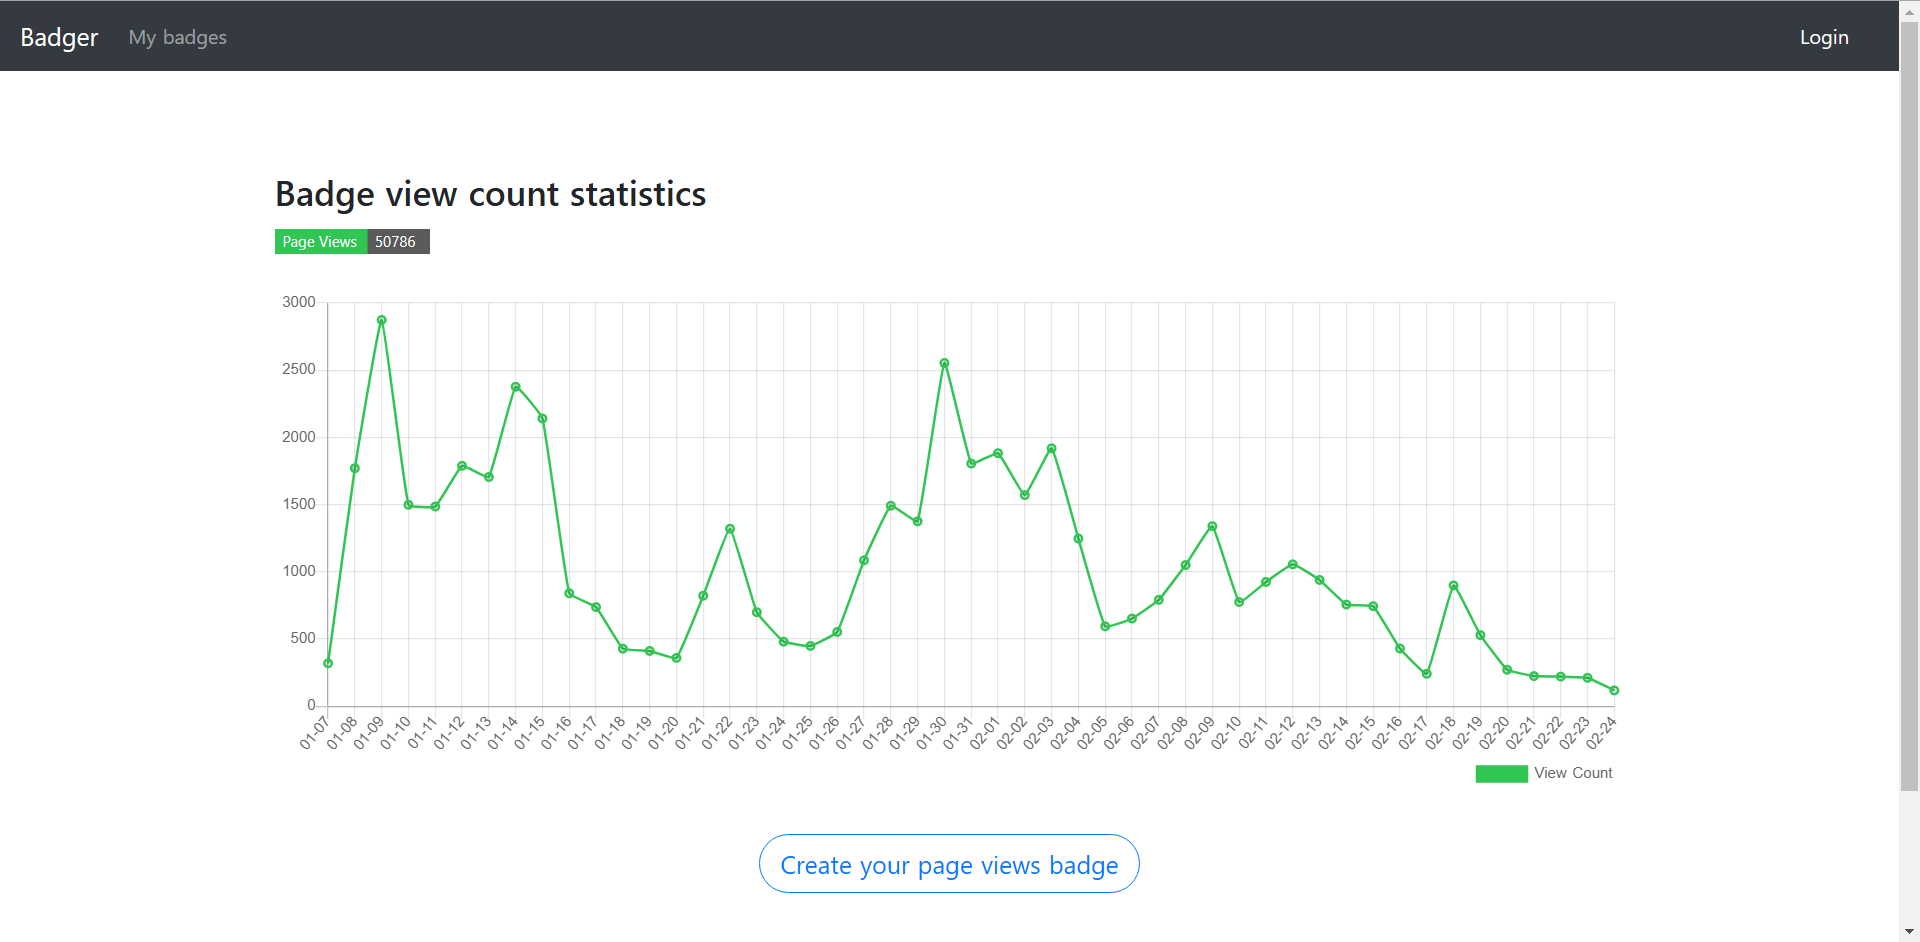 Badger My badges Login
Badge view count statistics
Page Views 50786
3000
2500
2000
1500
1000
500
0
01-07 01-08 01-09 01-10 01-11 01-12 01-13 01-14 01-15 01-16 01-17 01-18 01-19 01-20 01-21 01-22 01-23 01-24 01-25 01-26 01-27 01-28 01-29 01-30 01-31 02-01 02-02 02-03 02-04 02-05 02-06 02-07 02-08 02-09 02-10 02-11 02-12 02-13 02-14 02-15 02-16 02-17 02-18 02-19 02-20 02-21 02-22 02-23 02-24
View Count
Create your page views badge